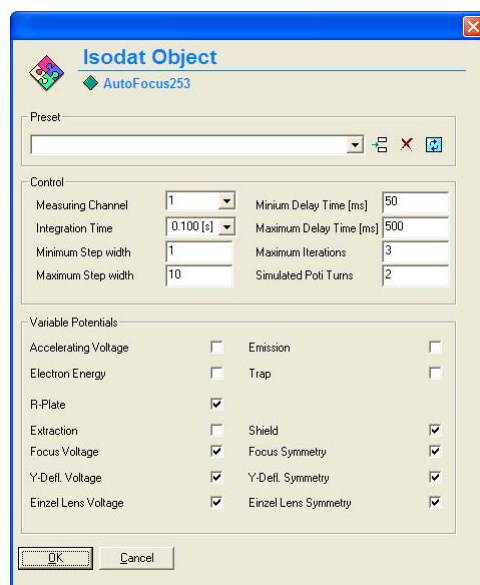 Isodat Object
AutoFocus253
Preset
Control
Measuring Channel 1 Minium Delay Time [ms] 50
Integration Time 0.100 [s] Maximum Delay Time [ms] 500
Minimum Step width 1 Maximum Iterations 3
Maximum Step width 10 Simulated Poti Turns 2
Variable Potentials
Accelerating Voltage Emission
Electron Energy Trap
R-Plate
Extraction Shield
Focus Voltage Focus Symmetry
Y-Defl. Voltage Y-Defl. Symmetry
Einzel Lens Voltage Einzel Lens Symmetry
OK Cancel